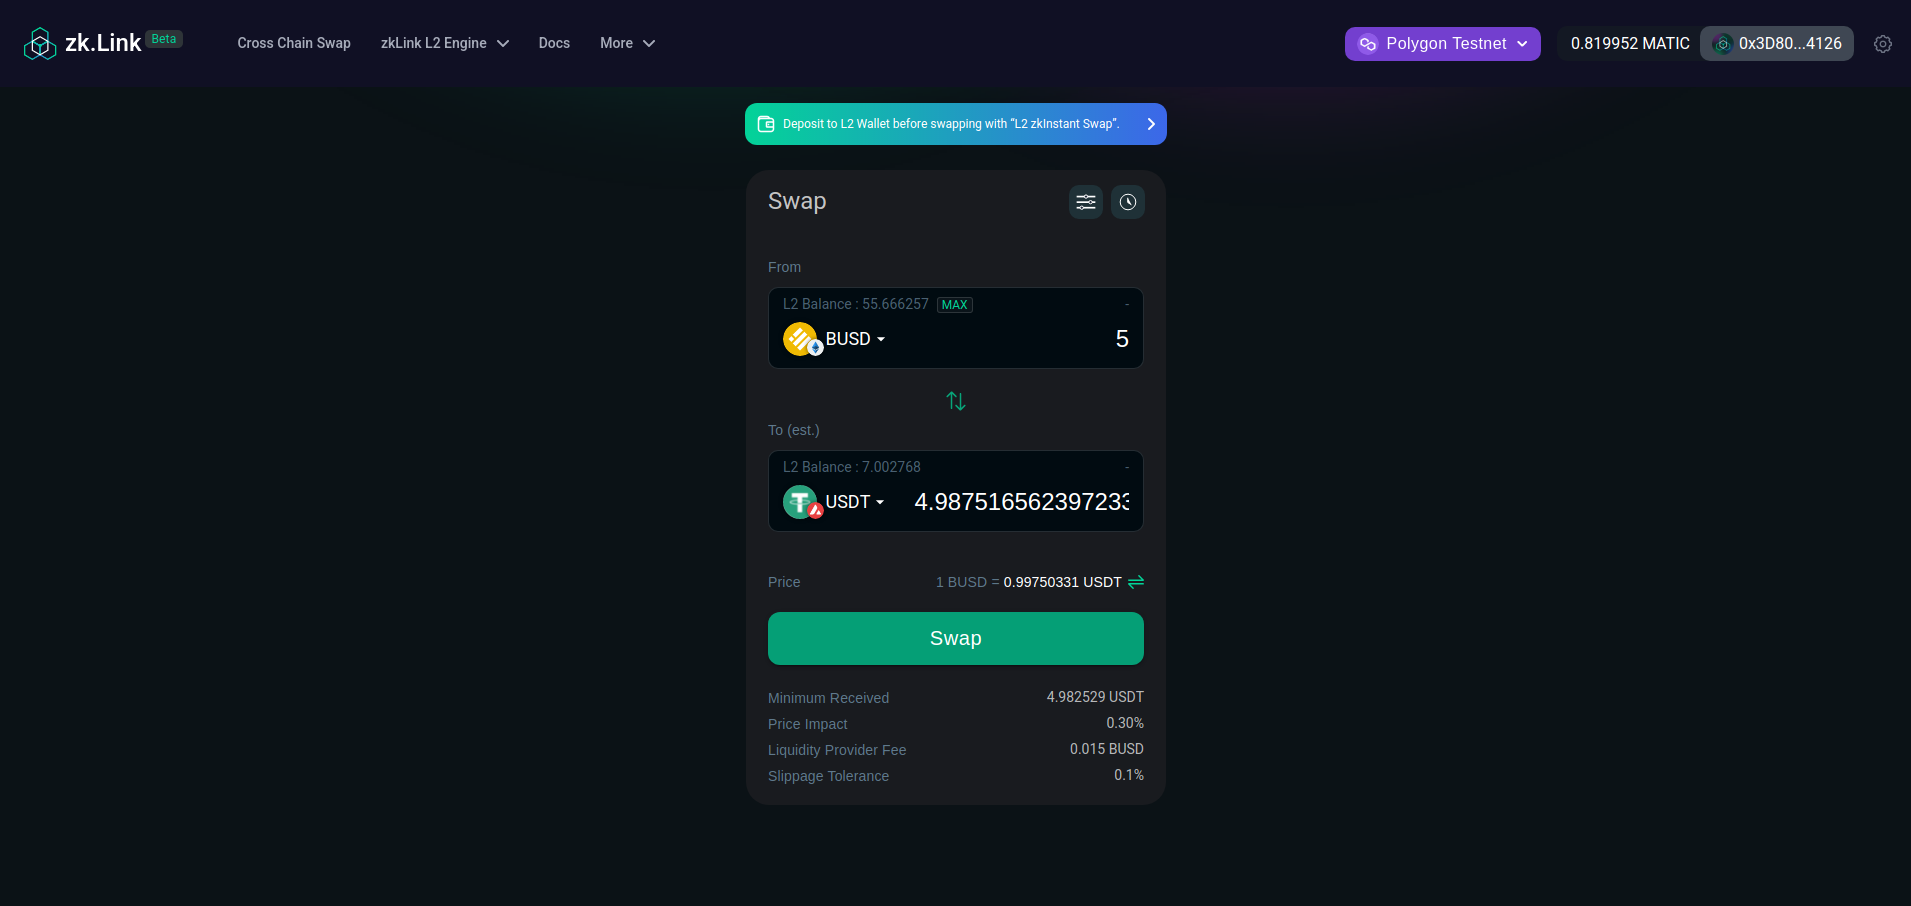 zk.Link Beta Cross Chain Swap zkLink L2 Engine Docs More Polygon Testnet 0.819952 MATIC 0x3D80...4126
Deposit to L2 Wallet before swapping with “L2 zkInstant Swap”.
Swap
From
L2 Balance : 55.666257 MAX -
BUSD 5
To (est.)
L2 Balance : 7.002768 -
USDT 4.987516562397233
Price 1 BUSD = 0.99750331 USDT
Swap
Minimum Received 4.982529 USDT
Price Impact 0.30%
Liquidity Provider Fee 0.015 BUSD
Slippage Tolerance 0.1%